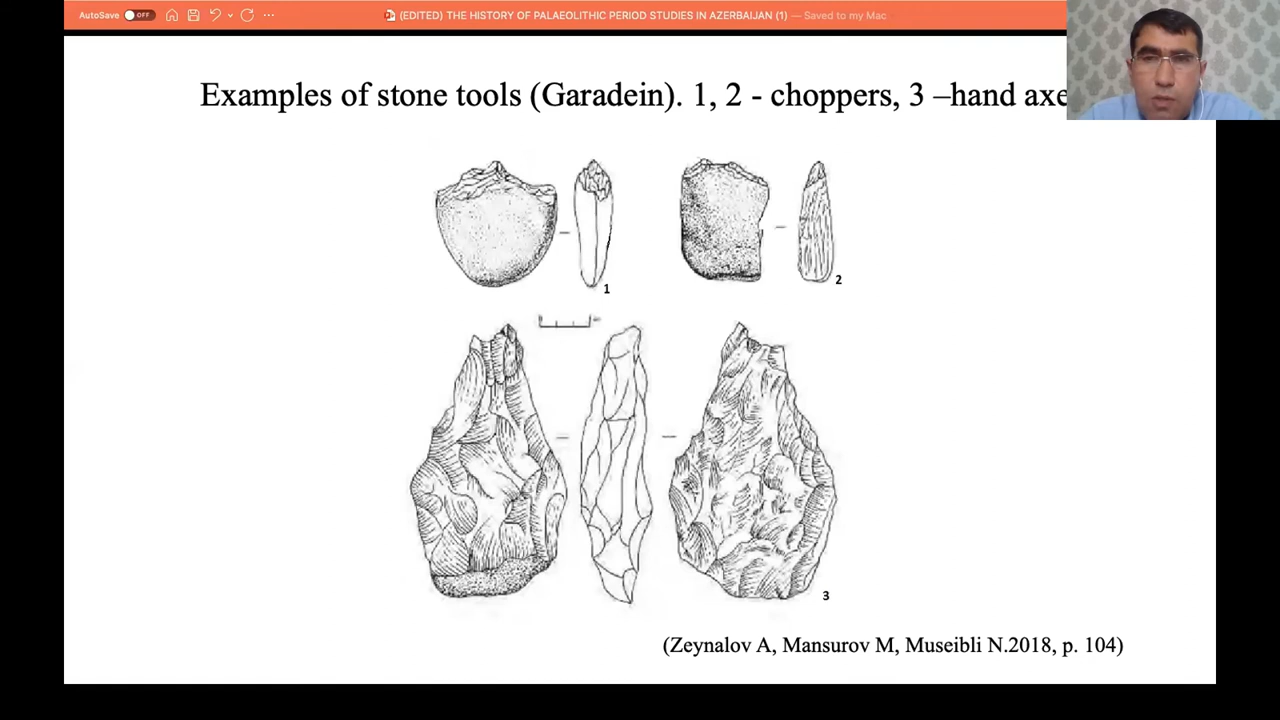 AutoSave OFF ... (EDITED) THE HISTORY OF PALAEOLITHIC PERIOD STUDIES IN AZERBAIJAN (1) — Saved to my Mac
Examples of stone tools (Garadein). 1, 2 - choppers, 3 –hand axe
1
2
3
(Zeynalov A, Mansurov M, Museibli N.2018, p. 104)